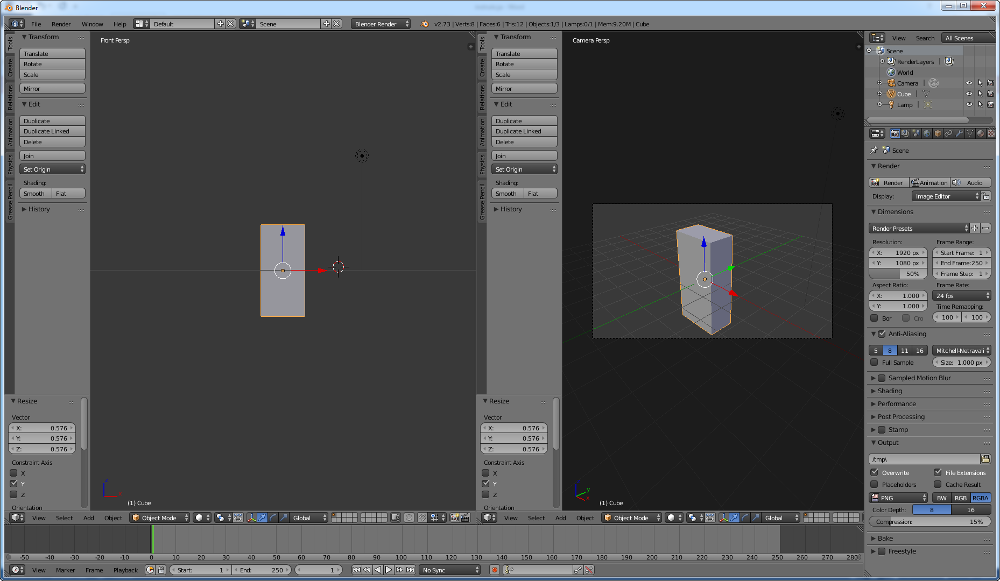 Blender
File Render Window Help Default Scene Blender Render v2.73 | Verts:8 | Faces:6 | Tris:12 | Objects:1/3 | Lamps:0/1 | Mem:9.20M | Cube
Tools
Create
Relations
Animation
Physics
Grease Pencil
Transform
Translate
Rotate
Scale
Mirror
Edit
Duplicate
Duplicate Linked
Delete
Join
Set Origin
Shading:
Smooth Flat
History
Resize
Vector
X: 0.576
Y: 0.576
Z: 0.576
Constraint Axis
X
Y
Z
Orientation
Front Persp
z
x
(1) Cube
View Select Add Object Object Mode Global
Tools
Create
Relations
Animation
Physics
Grease Pencil
Transform
Translate
Rotate
Scale
Mirror
Edit
Duplicate
Duplicate Linked
Delete
Join
Set Origin
Shading:
Smooth Flat
History
Resize
Vector
X: 0.576
Y: 0.576
Z: 0.576
Constraint Axis
X
Y
Z
Orientation
Camera Persp
y
x
(1) Cube
View Select Add Object Object Mode Global
View Search All Scenes
Scene
RenderLayers |
World
Camera |
Cube |
Lamp |
Scene
Render
Render Animation Audio
Display: Image Editor
Dimensions
Render Presets
Resolution: Frame Range:
X: 1920 px Start Frame: 1
Y: 1080 px End Frame:250
50% Frame Step: 1
Aspect Ratio: Frame Rate:
X: 1.000 24 fps
Y: 1.000 Time Remapping:
Bor Cro 100 100
Anti-Aliasing
5 8 11 16 Mitchell-Netravali
Full Sample Size: 1.000 px
Sampled Motion Blur
Shading
Performance
Post Processing
Stamp
Output
/tmp\
Overwrite File Extensions
Placeholders Cache Result
PNG BW RGB RGBA
Color Depth: 8 16
Compression: 15%
Bake
Freestyle
-50 -40 -30 -20 -10 0 10 20 30 40 50 60 70 80 90 100 110 120 130 140 150 160 170 180 190 200 210 220 230 240 250 260 270 280
View Marker Frame Playback Start: 1 End: 250 1 No Sync